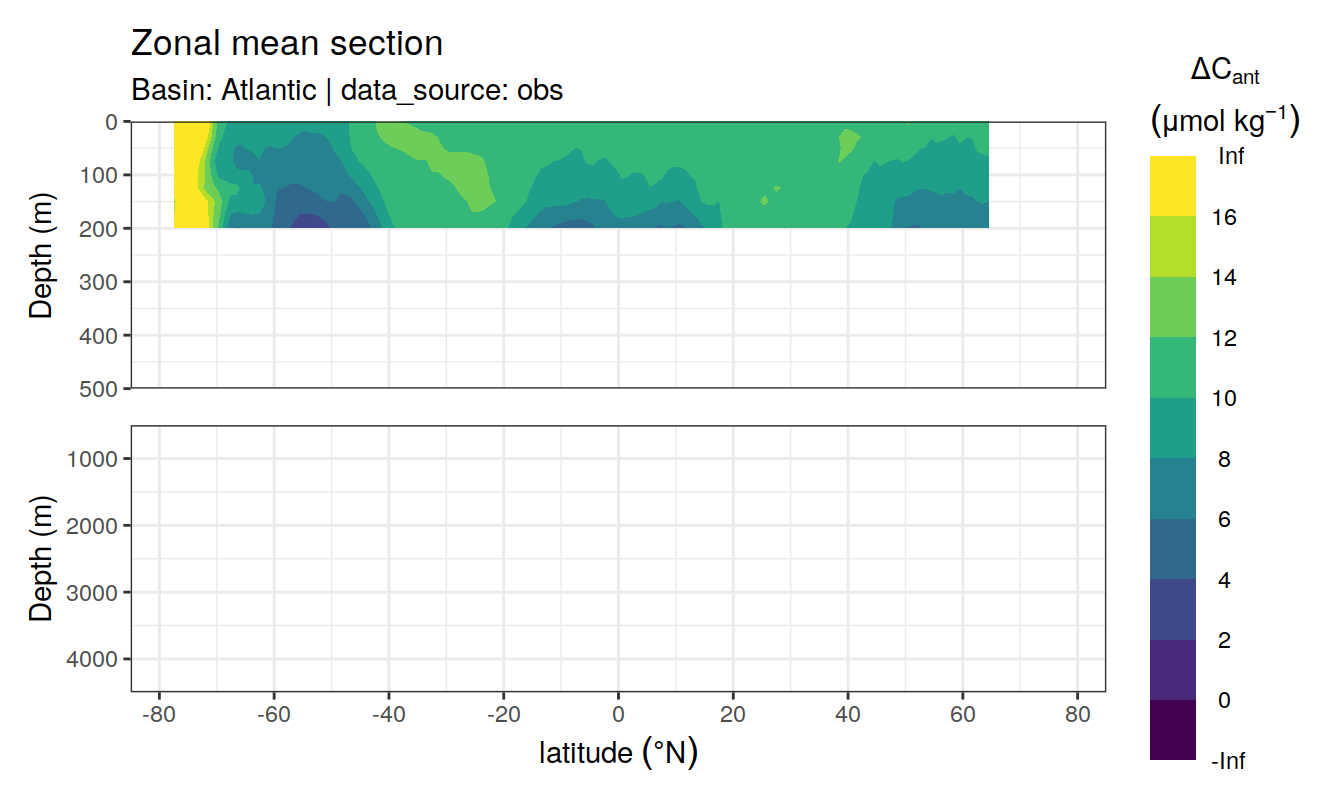 Zonal mean section
Basin: Atlantic | data_source: obs
Depth (m)
0
100
200
300
400
500
Depth (m)
1000
2000
3000
4000
-80 -60 -40 -20 0 20 40 60 80
latitude (°N)
ΔCant
(μmol kg⁻¹)
Inf
16
14
12
10
8
6
4
2
0
-Inf